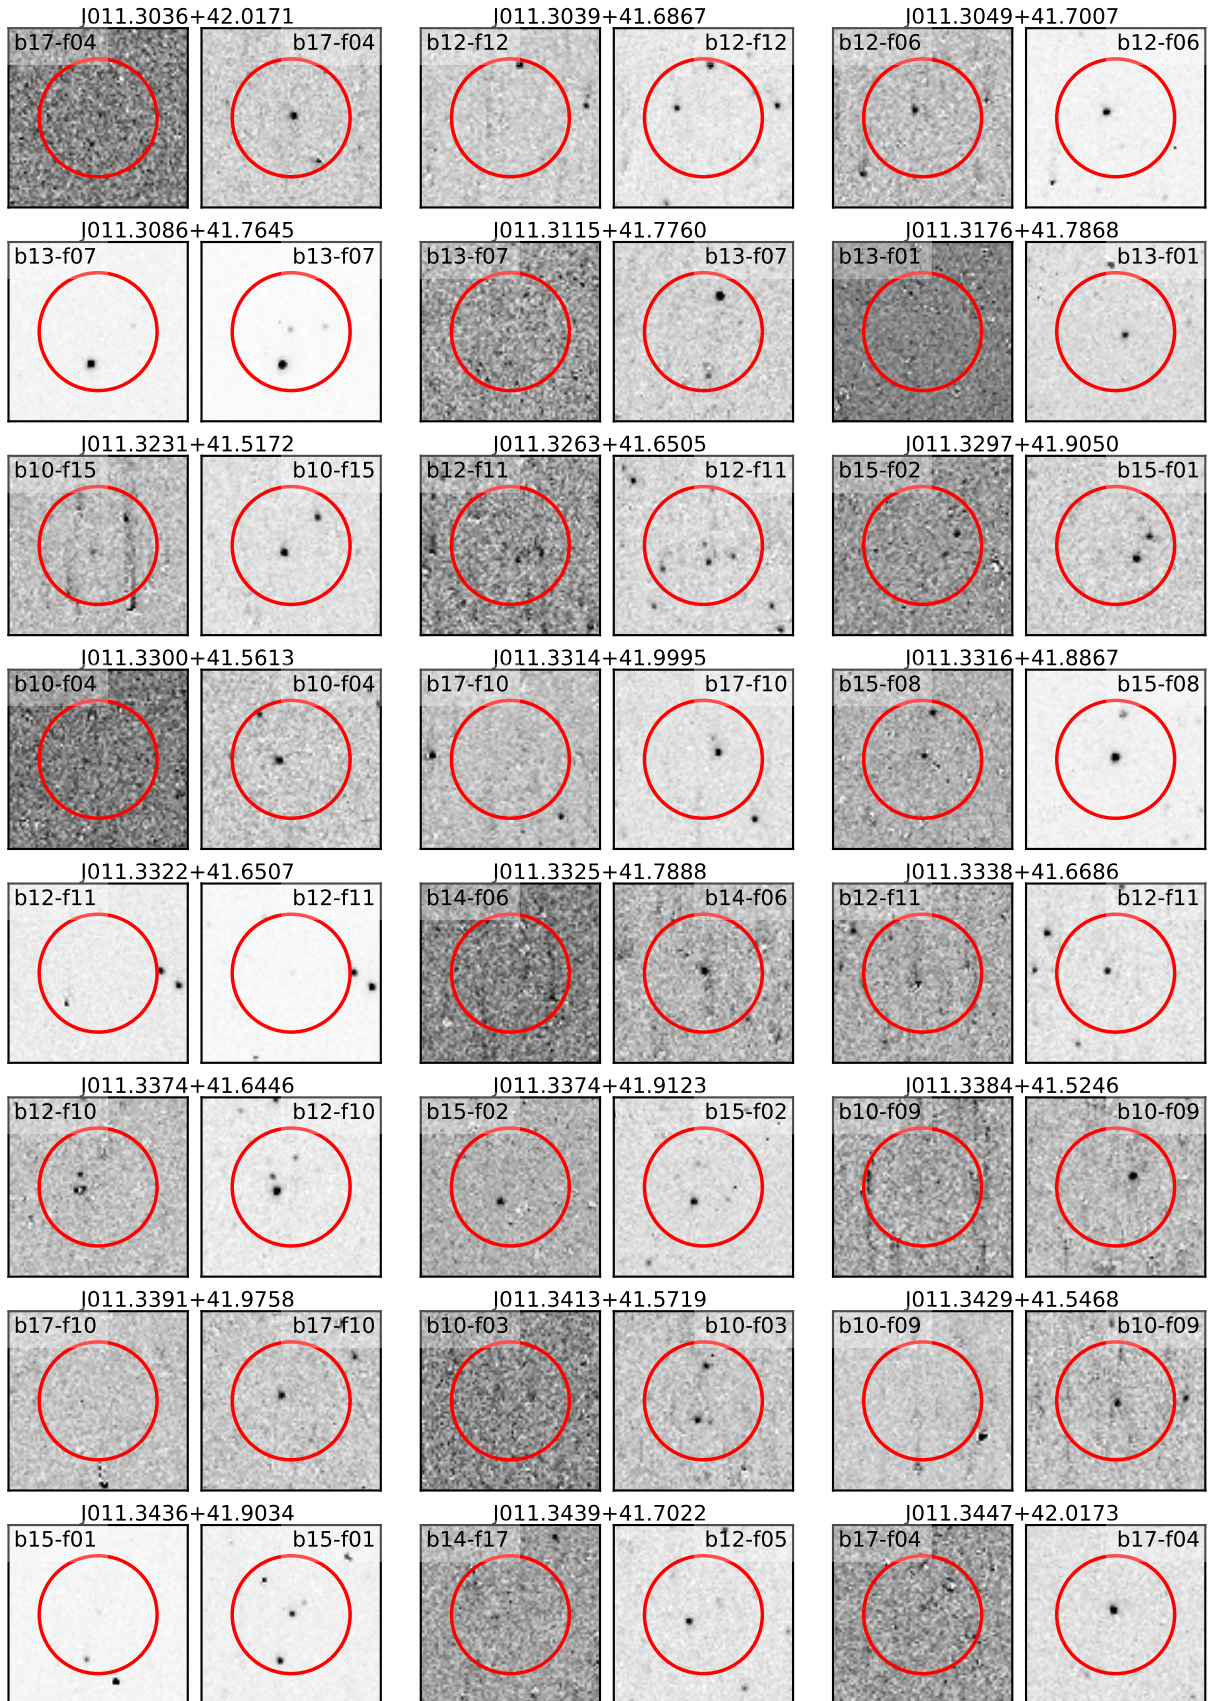 J011.3036+42.0171 J011.3039+41.6867 J011.3049+41.7007
b17-f04 b17-f04 b12-f12 b12-f12 b12-f06 b12-f06
J011.3086+41.7645 J011.3115+41.7760 J011.3176+41.7868
b13-f07 b13-f07 b13-f07 b13-f07 b13-f01 b13-f01
J011.3231+41.5172 J011.3263+41.6505 J011.3297+41.9050
b10-f15 b10-f15 b12-f11 b12-f11 b15-f02 b15-f01
J011.3300+41.5613 J011.3314+41.9995 J011.3316+41.8867
b10-f04 b10-f04 b17-f10 b17-f10 b15-f08 b15-f08
J011.3322+41.6507 J011.3325+41.7888 J011.3338+41.6686
b12-f11 b12-f11 b14-f06 b14-f06 b12-f11 b12-f11
J011.3374+41.6446 J011.3374+41.9123 J011.3384+41.5246
b12-f10 b12-f10 b15-f02 b15-f02 b10-f09 b10-f09
J011.3391+41.9758 J011.3413+41.5719 J011.3429+41.5468
b17-f10 b17-f10 b10-f03 b10-f03 b10-f09 b10-f09
J011.3436+41.9034 J011.3439+41.7022 J011.3447+42.0173
b15-f01 b15-f01 b14-f17 b12-f05 b17-f04 b17-f04